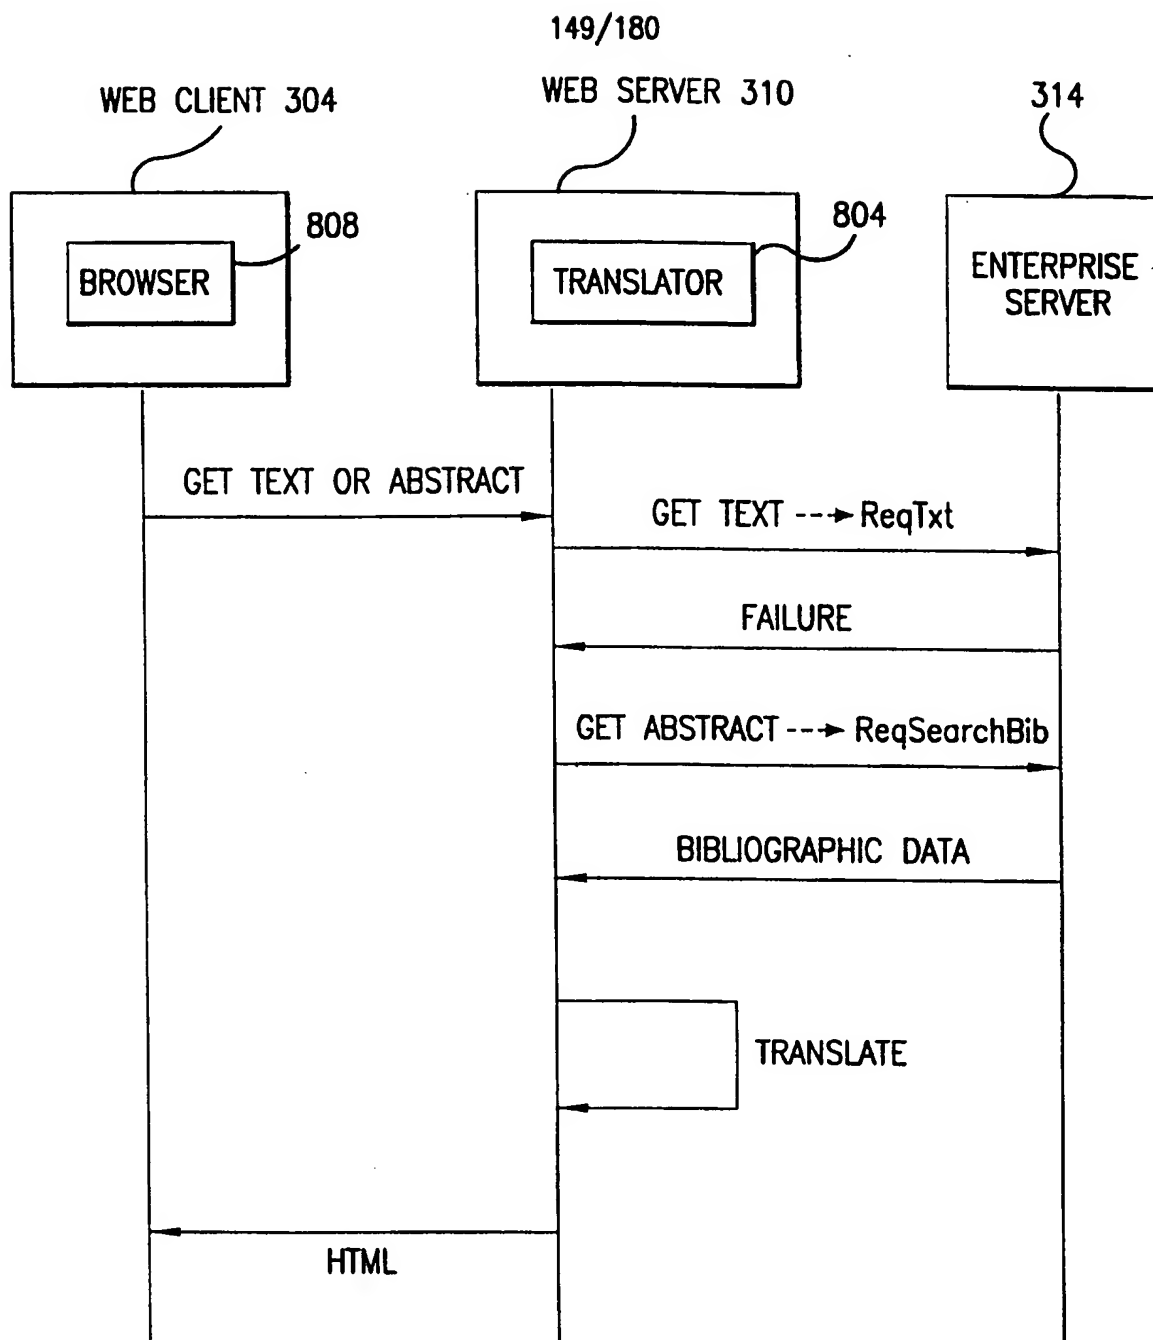 149/180
WEB CLIENT 304
WEB SERVER 310
314
808
804
BROWSER
TRANSLATOR
ENTERPRISE
SERVER
GET TEXT OR ABSTRACT
GET TEXT ---→ ReqTxt
FAILURE
GET ABSTRACT ---→ ReqSearchBib
BIBLIOGRAPHIC DATA
TRANSLATE
HTML